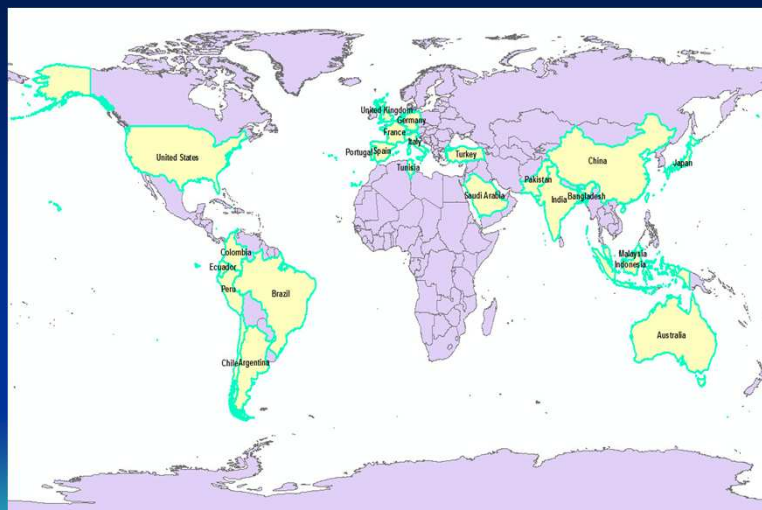 United Kingdom
Germany
France
Italy
Portugal
Spain
Turkey
Tunisia
United States
China
Japan
Pakistan
Saudi Arabia
India
Bangladesh
Colombia
Malaysia
Ecuador
Indonesia
Peru
Brazil
Australia
Chile
Argentina